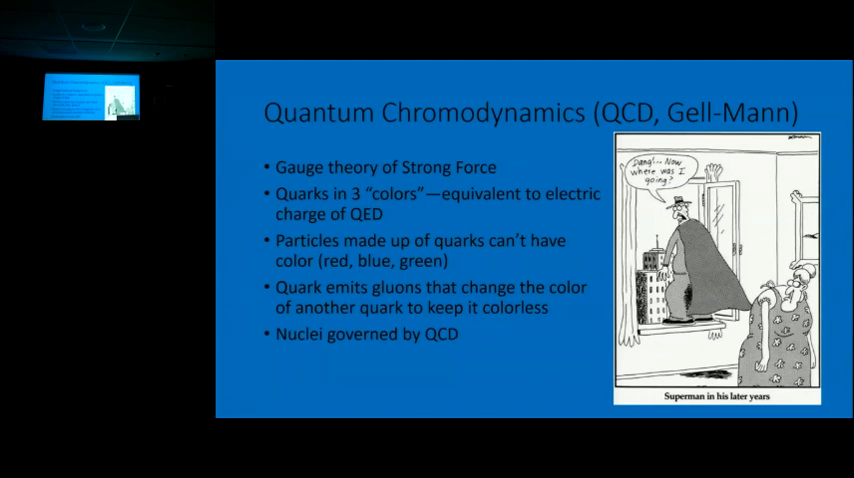 Quantum Chromodynamics (QCD, Gell-Mann)
• Gauge theory of Strong Force
• Quarks in 3 “colors”—equivalent to electric
charge of QED
• Particles made up of quarks can’t have
color (red, blue, green)
• Quark emits gluons that change the color
of another quark to keep it colorless
• Nuclei governed by QCD
Dang!... Now
where was I
going?
Superman in his later years